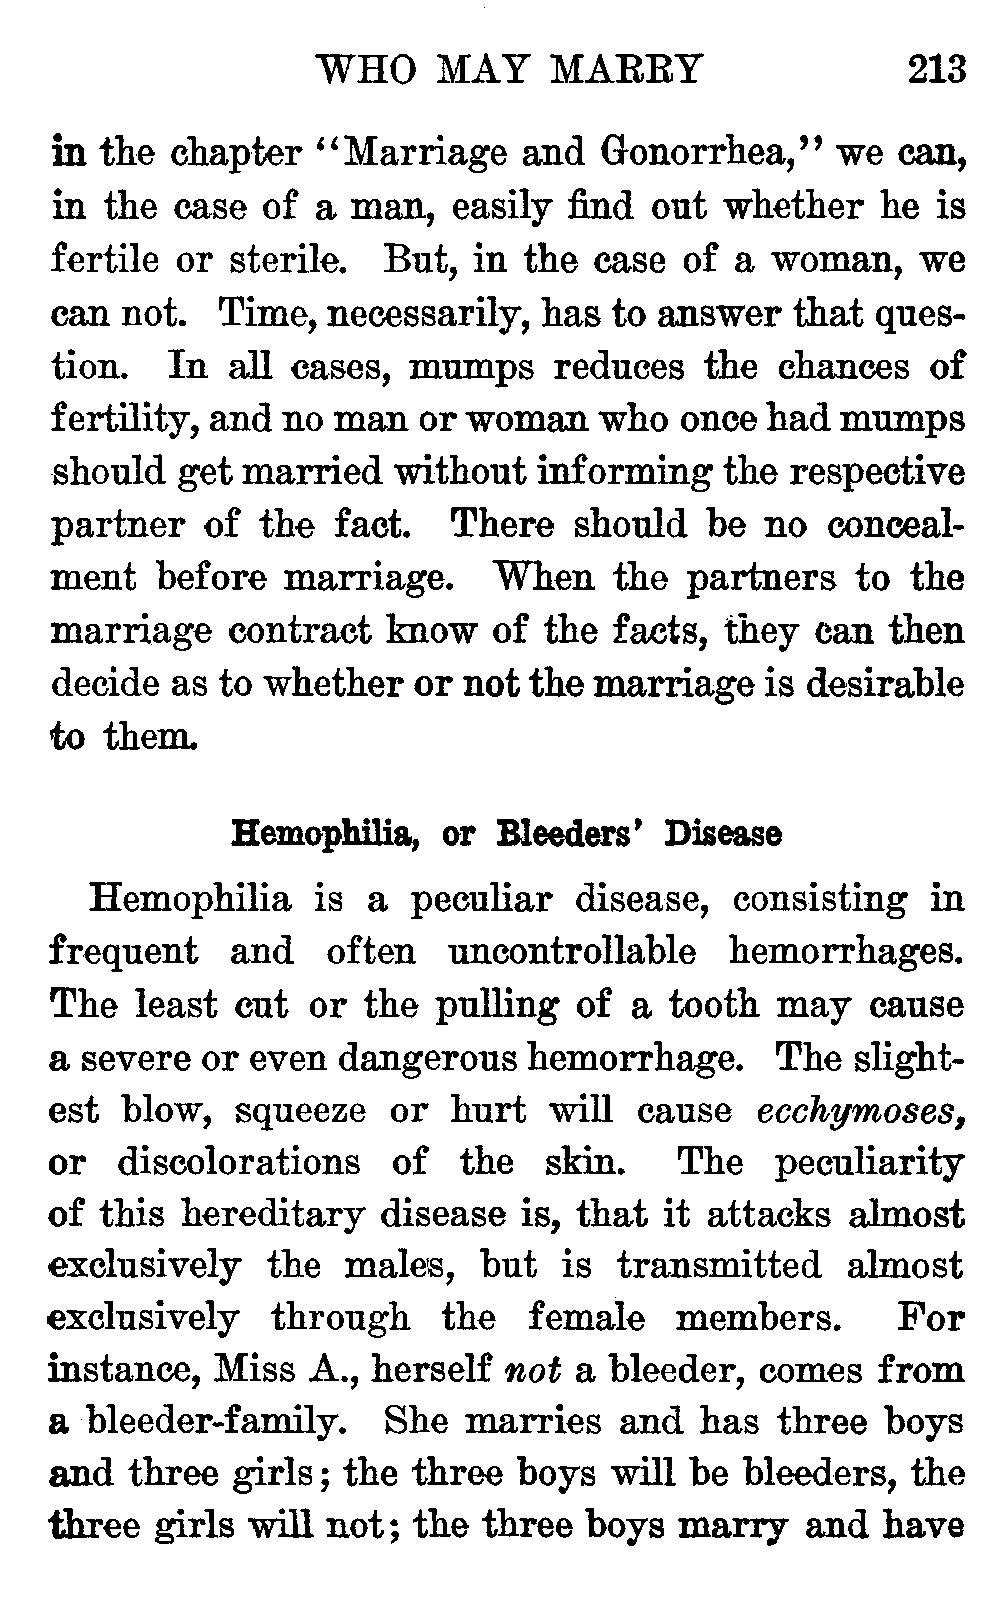 WHO MAY MARRY 213
in the chapter “Marriage and Gonorrhea,” we can,
in the case of a man, easily find out whether he is
fertile or sterile. But, in the case of a woman, we
can not. Time, necessarily, has to answer that ques-
tion. In all cases, mumps reduces the chances of
fertility, and no man or woman who once had mumps
should get married without informing the respective
partner of the fact. There should be no conceal-
ment before marriage. When the partners to the
marriage contract know of the facts, they can then
decide as to whether or not the marriage is desirable
to them.
Hemophilia, or Bleeders’ Disease
Hemophilia is a peculiar disease, consisting in
frequent and often uncontrollable hemorrhages.
The least cut or the pulling of a tooth may cause
a severe or even dangerous hemorrhage. The slight-
est blow, squeeze or hurt will cause ecchymoses,
or discolorations of the skin. The peculiarity
of this hereditary disease is, that it attacks almost
exclusively the males, but is transmitted almost
exclusively through the female members. For
instance, Miss A., herself not a bleeder, comes from
a bleeder-family. She marries and has three boys
and three girls; the three boys will be bleeders, the
three girls will not; the three boys marry and have